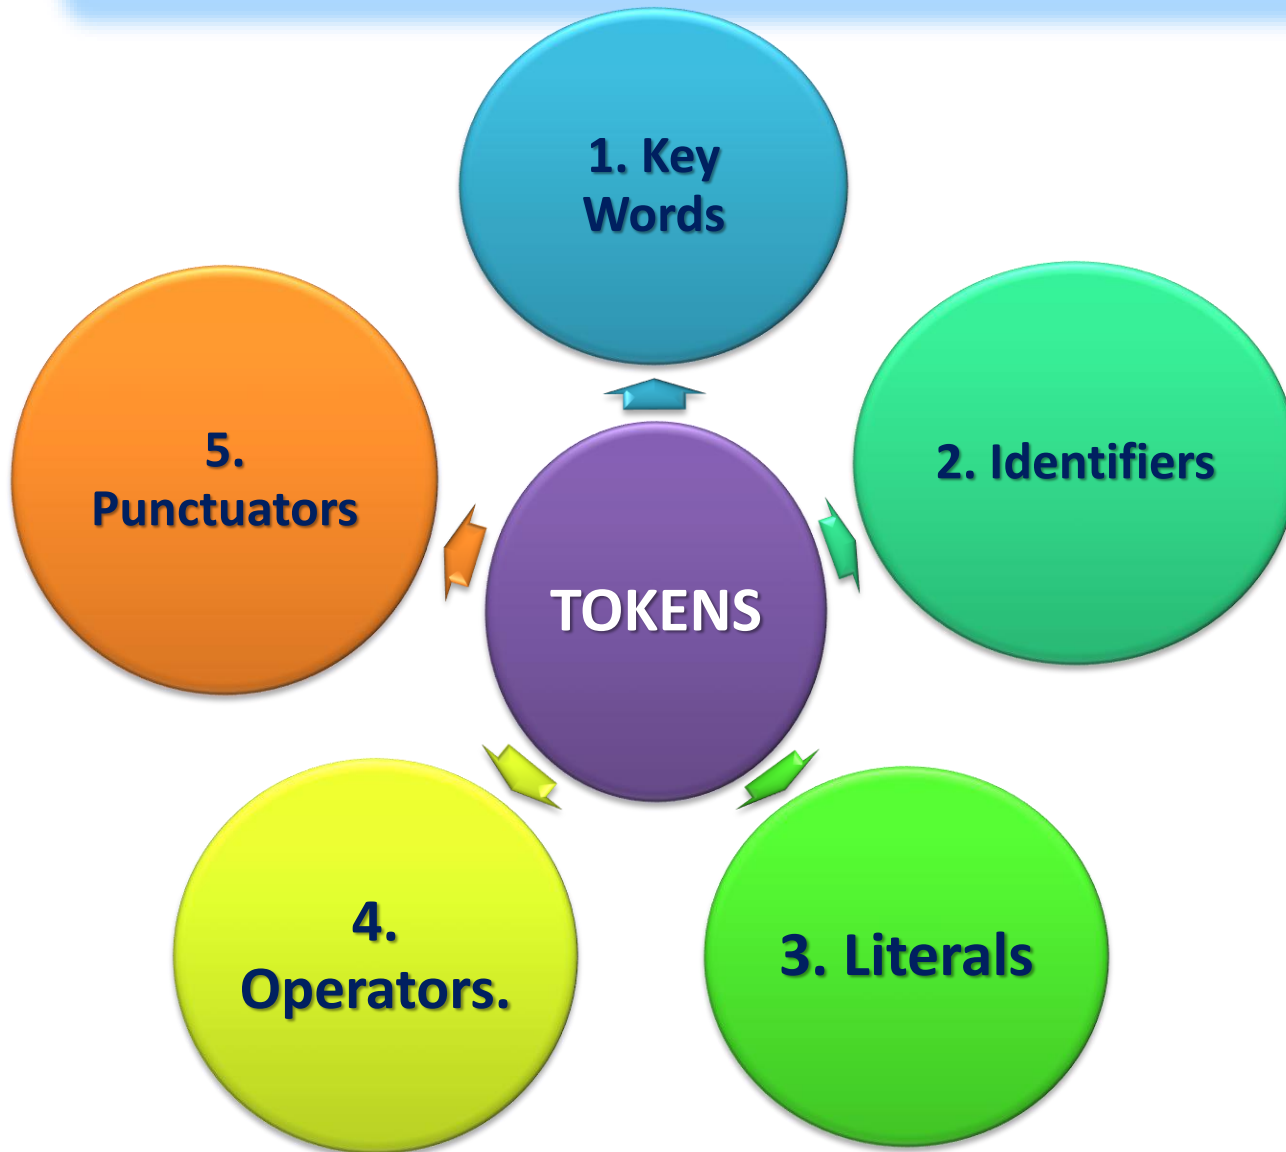 1. Key
Words
2. Identifiers
3. Literals
4.
Operators.
5.
Punctuators
TOKENS